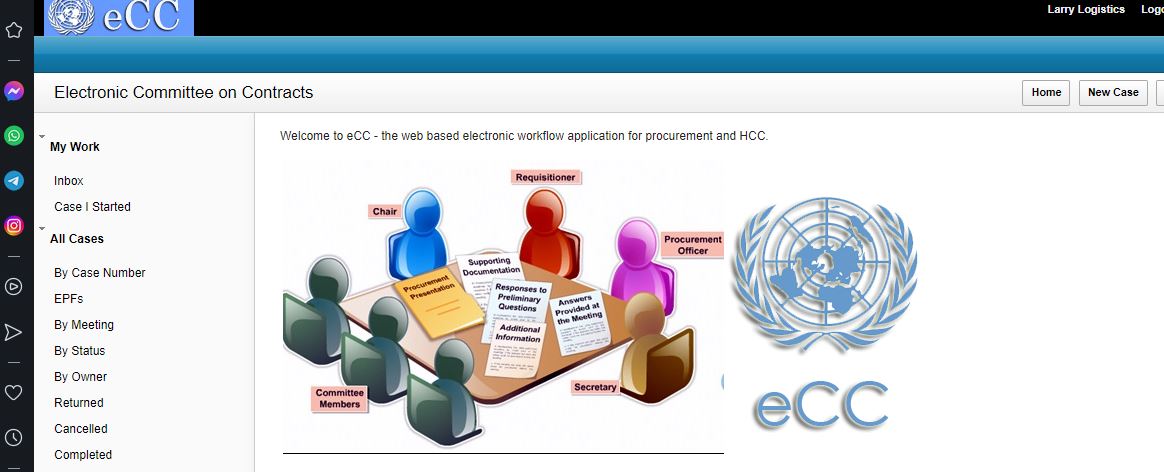 eCC
Larry Logistics
Electronic Committee on Contracts
Home
New Case
My Work
Inbox
Case I Started
All Cases
By Case Number
EPFs
By Meeting
By Status
By Owner
Returned
Cancelled
Completed
Welcome to eCC - the web based electronic workflow application for procurement and HCC.
Requisitioner
Chair
Procurement
Officer
Supporting
Documentation
Procurement
Presentation
Responses to
Preliminary
Questions
Answers
Provided at
the Meeting
Additional
Information
Secretary
Committee
Members
eCC